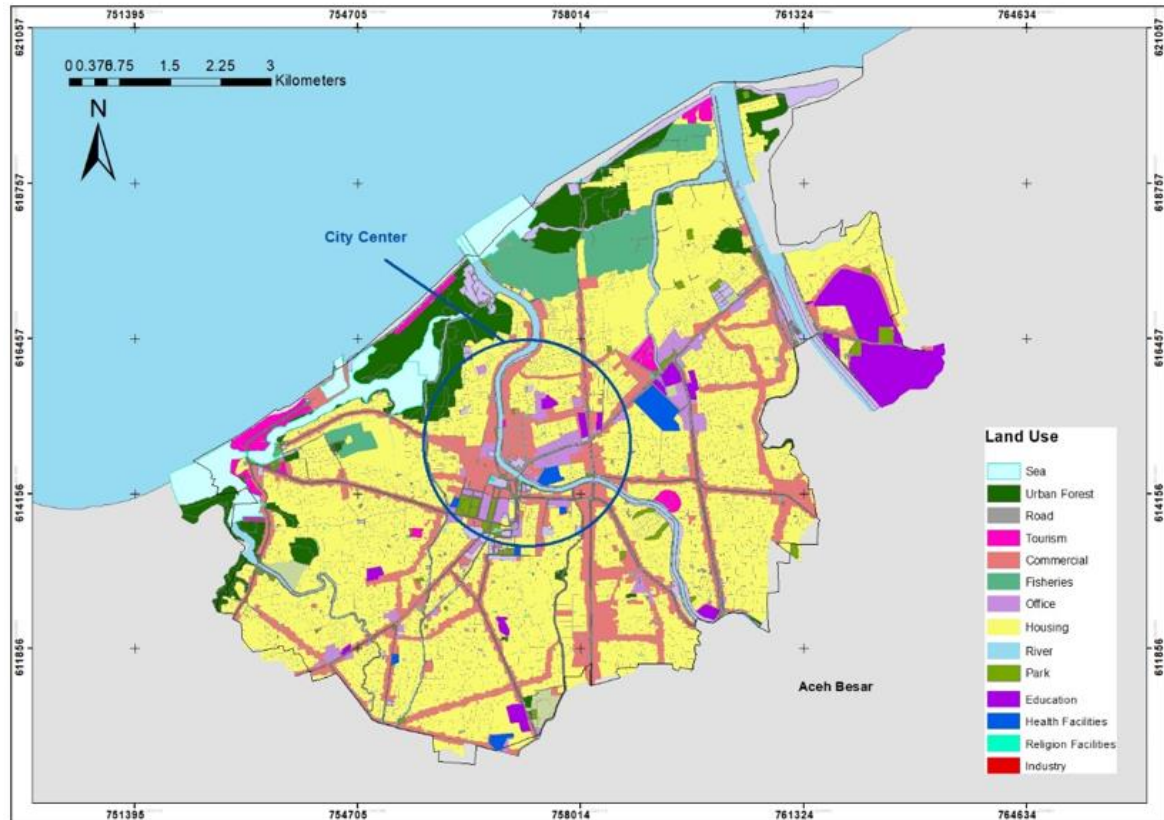 751395 754705 758014 761324 764634
621057 621057
0 0.375 0.75 1.5 2.25 3
Kilometers
N
618757 618757
City Center
616457 616457
Land Use
Sea
Urban Forest
614156 614156
Road
Tourism
Commercial
Fisheries
Office
Housing
River
611856 611856
Park
Aceh Besar
Education
Health Facilities
Religion Facilities
Industry
751395 754705 758014 761324 764634